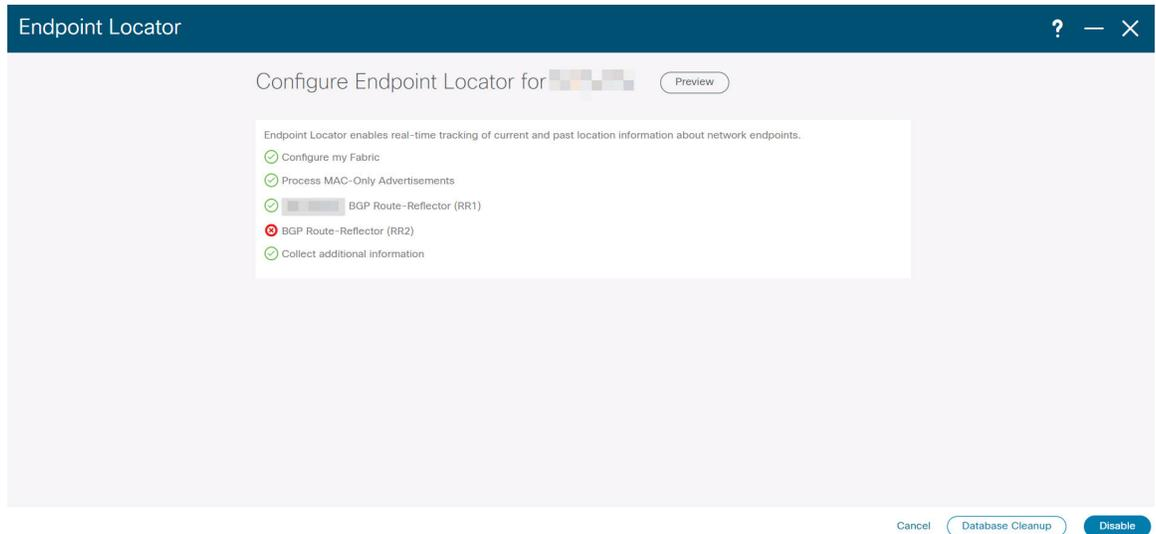 Endpoint Locator ? — ✕
Configure Endpoint Locator for Preview
Endpoint Locator enables real-time tracking of current and past location information about network endpoints.
Configure my Fabric
Process MAC-Only Advertisements
BGP Route-Reflector (RR1)
BGP Route-Reflector (RR2)
Collect additional information
Cancel Database Cleanup Disable